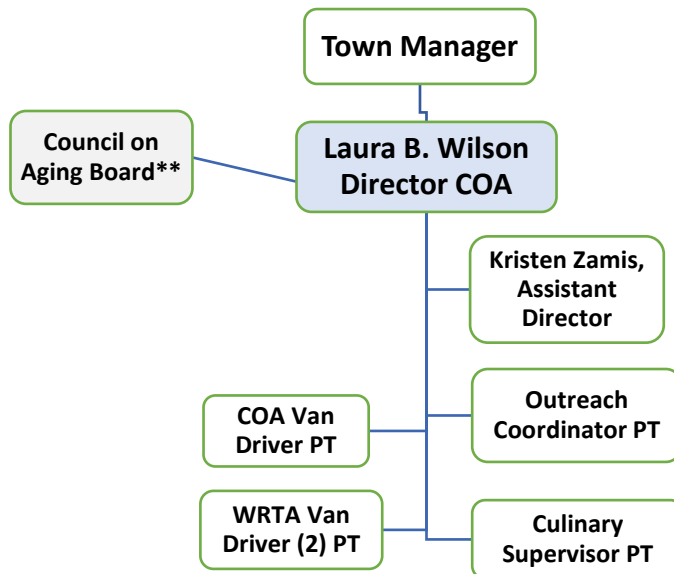 Town Manager
Council on
Aging Board**
Laura B. Wilson
Director COA
Kristen Zamis,
Assistant
Director
COA Van
Driver PT
Outreach
Coordinator PT
WRTA Van
Driver (2) PT
Culinary
Supervisor PT